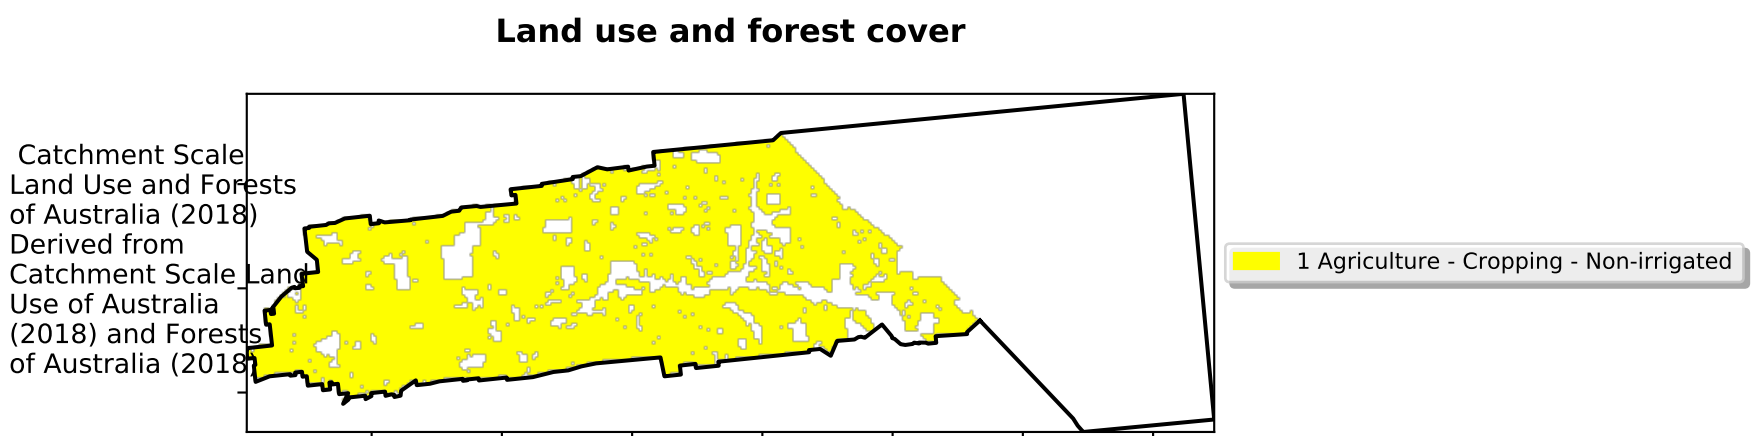 Land use and forest cover
Catchment Scale
Land Use and Forests
of Australia (2018)
Derived from
Catchment Scale Land
Use of Australia
(2018) and Forests
of Australia (2018
1 Agriculture - Cropping - Non-irrigated